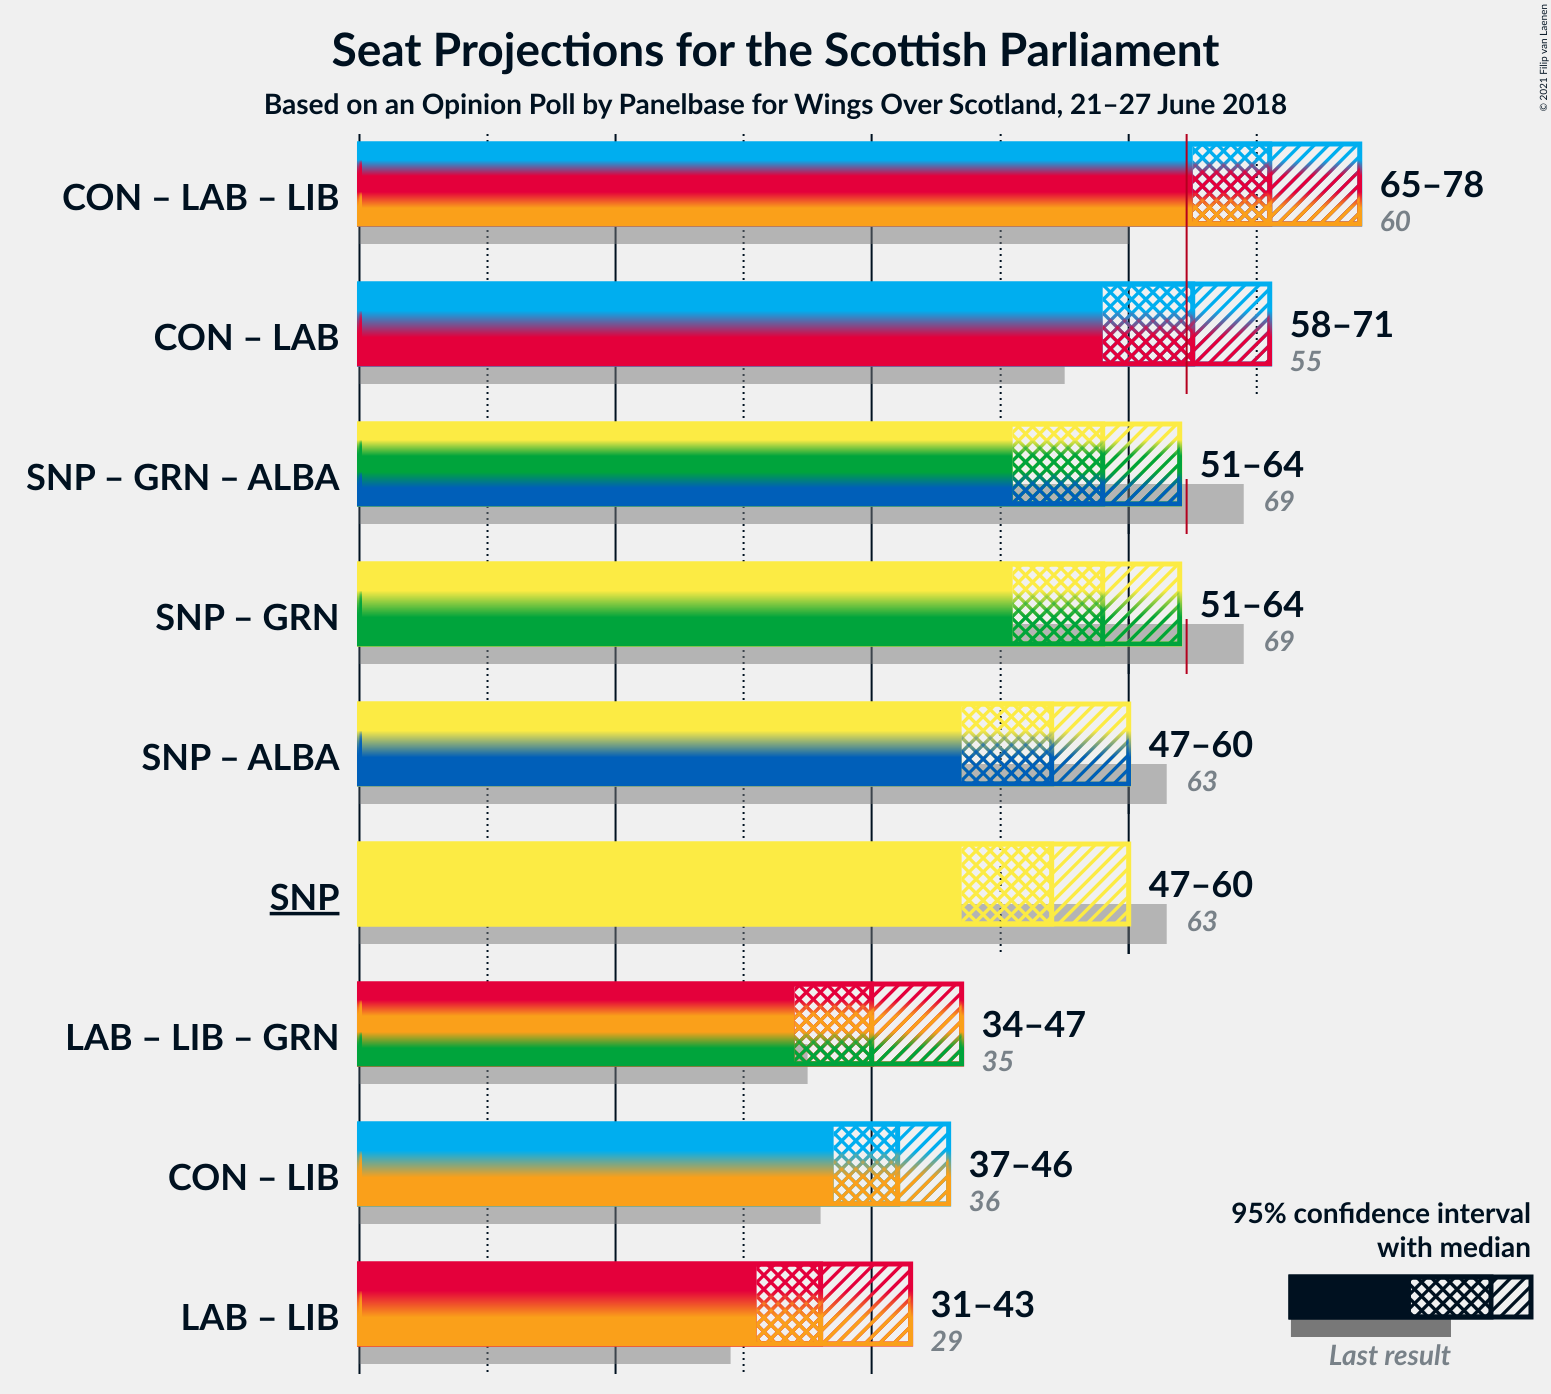 Seat Projections for the Scottish Parliament
Based on an Opinion Poll by Panelbase for Wings Over Scotland, 21–27 June 2018
© 2021 Filip van Laenen
CON – LAB – LIB
65–78
60
CON – LAB
58–71
55
SNP – GRN – ALBA
51–64
69
SNP – GRN
51–64
69
SNP – ALBA
47–60
63
SNP
47–60
63
LAB – LIB – GRN
34–47
35
CON – LIB
37–46
36
LAB – LIB
31–43
29
95% confidence interval
with median
Last result